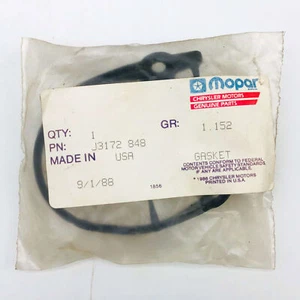 Mopar
CHRYSLER MOTORS
GENUINE PARTS
QTY: 1 GR: 1.152
PN: J3172 848
MADE IN USA GASKET
CONTENTS CONFORM TO FEDERAL
MOTOR VEHICLE SAFETY STANDARDS
IF ANY ARE APPLICABLE.
9/1/88 1556 © 1986 CHRYSLER MOTORS
PRINTED IN U.S.A.